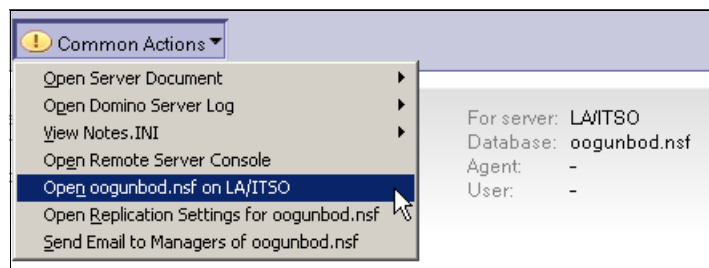 Common Actions
Open Server Document
Open Domino Server Log
View Notes.INI
Open Remote Server Console
Open oogunbod.nsf on LA/ITSO
Open Replication Settings for oogunbod.nsf
Send Email to Managers of oogunbod.nsf
For server: LA/ITSO
Database: oogunbod.nsf
Agent: -
User: -